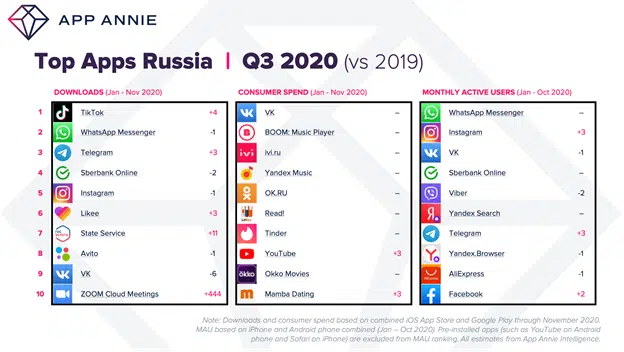 APP ANNIE
Top Apps Russia | Q3 2020 (vs 2019)
DOWNLOADS (Jan - Nov 2020) CONSUMER SPEND (Jan - Nov 2020) MONTHLY ACTIVE USERS (Jan - Oct 2020)
1 TikTok +4 VK – WhatsApp Messenger –
2 WhatsApp Messenger -1 BOOM: Music Player – Instagram +3
3 Telegram +3 ivi.ru – VK -1
4 Sberbank Online -2 Yandex Music – Sberbank Online –
5 Instagram -1 OK.RU – Viber -2
6 Likee +3 Read! – Yandex Search –
7 State Service +11 Tinder – Telegram +3
8 Avito -1 YouTube +3 Yandex.Browser -1
9 VK -6 Okko Movies – AliExpress -1
10 ZOOM Cloud Meetings +444 Mamba Dating +3 Facebook +2
Note: Downloads and consumer spend based on combined iOS App Store and Google Play through November 2020.
MAU based on iPhone and Android phone combined (Jan – Oct 2020). Pre-installed apps (such as YouTube on Android
phone and Safari on iPhone) are excluded from MAU ranking. All estimates from App Annie Intelligence.